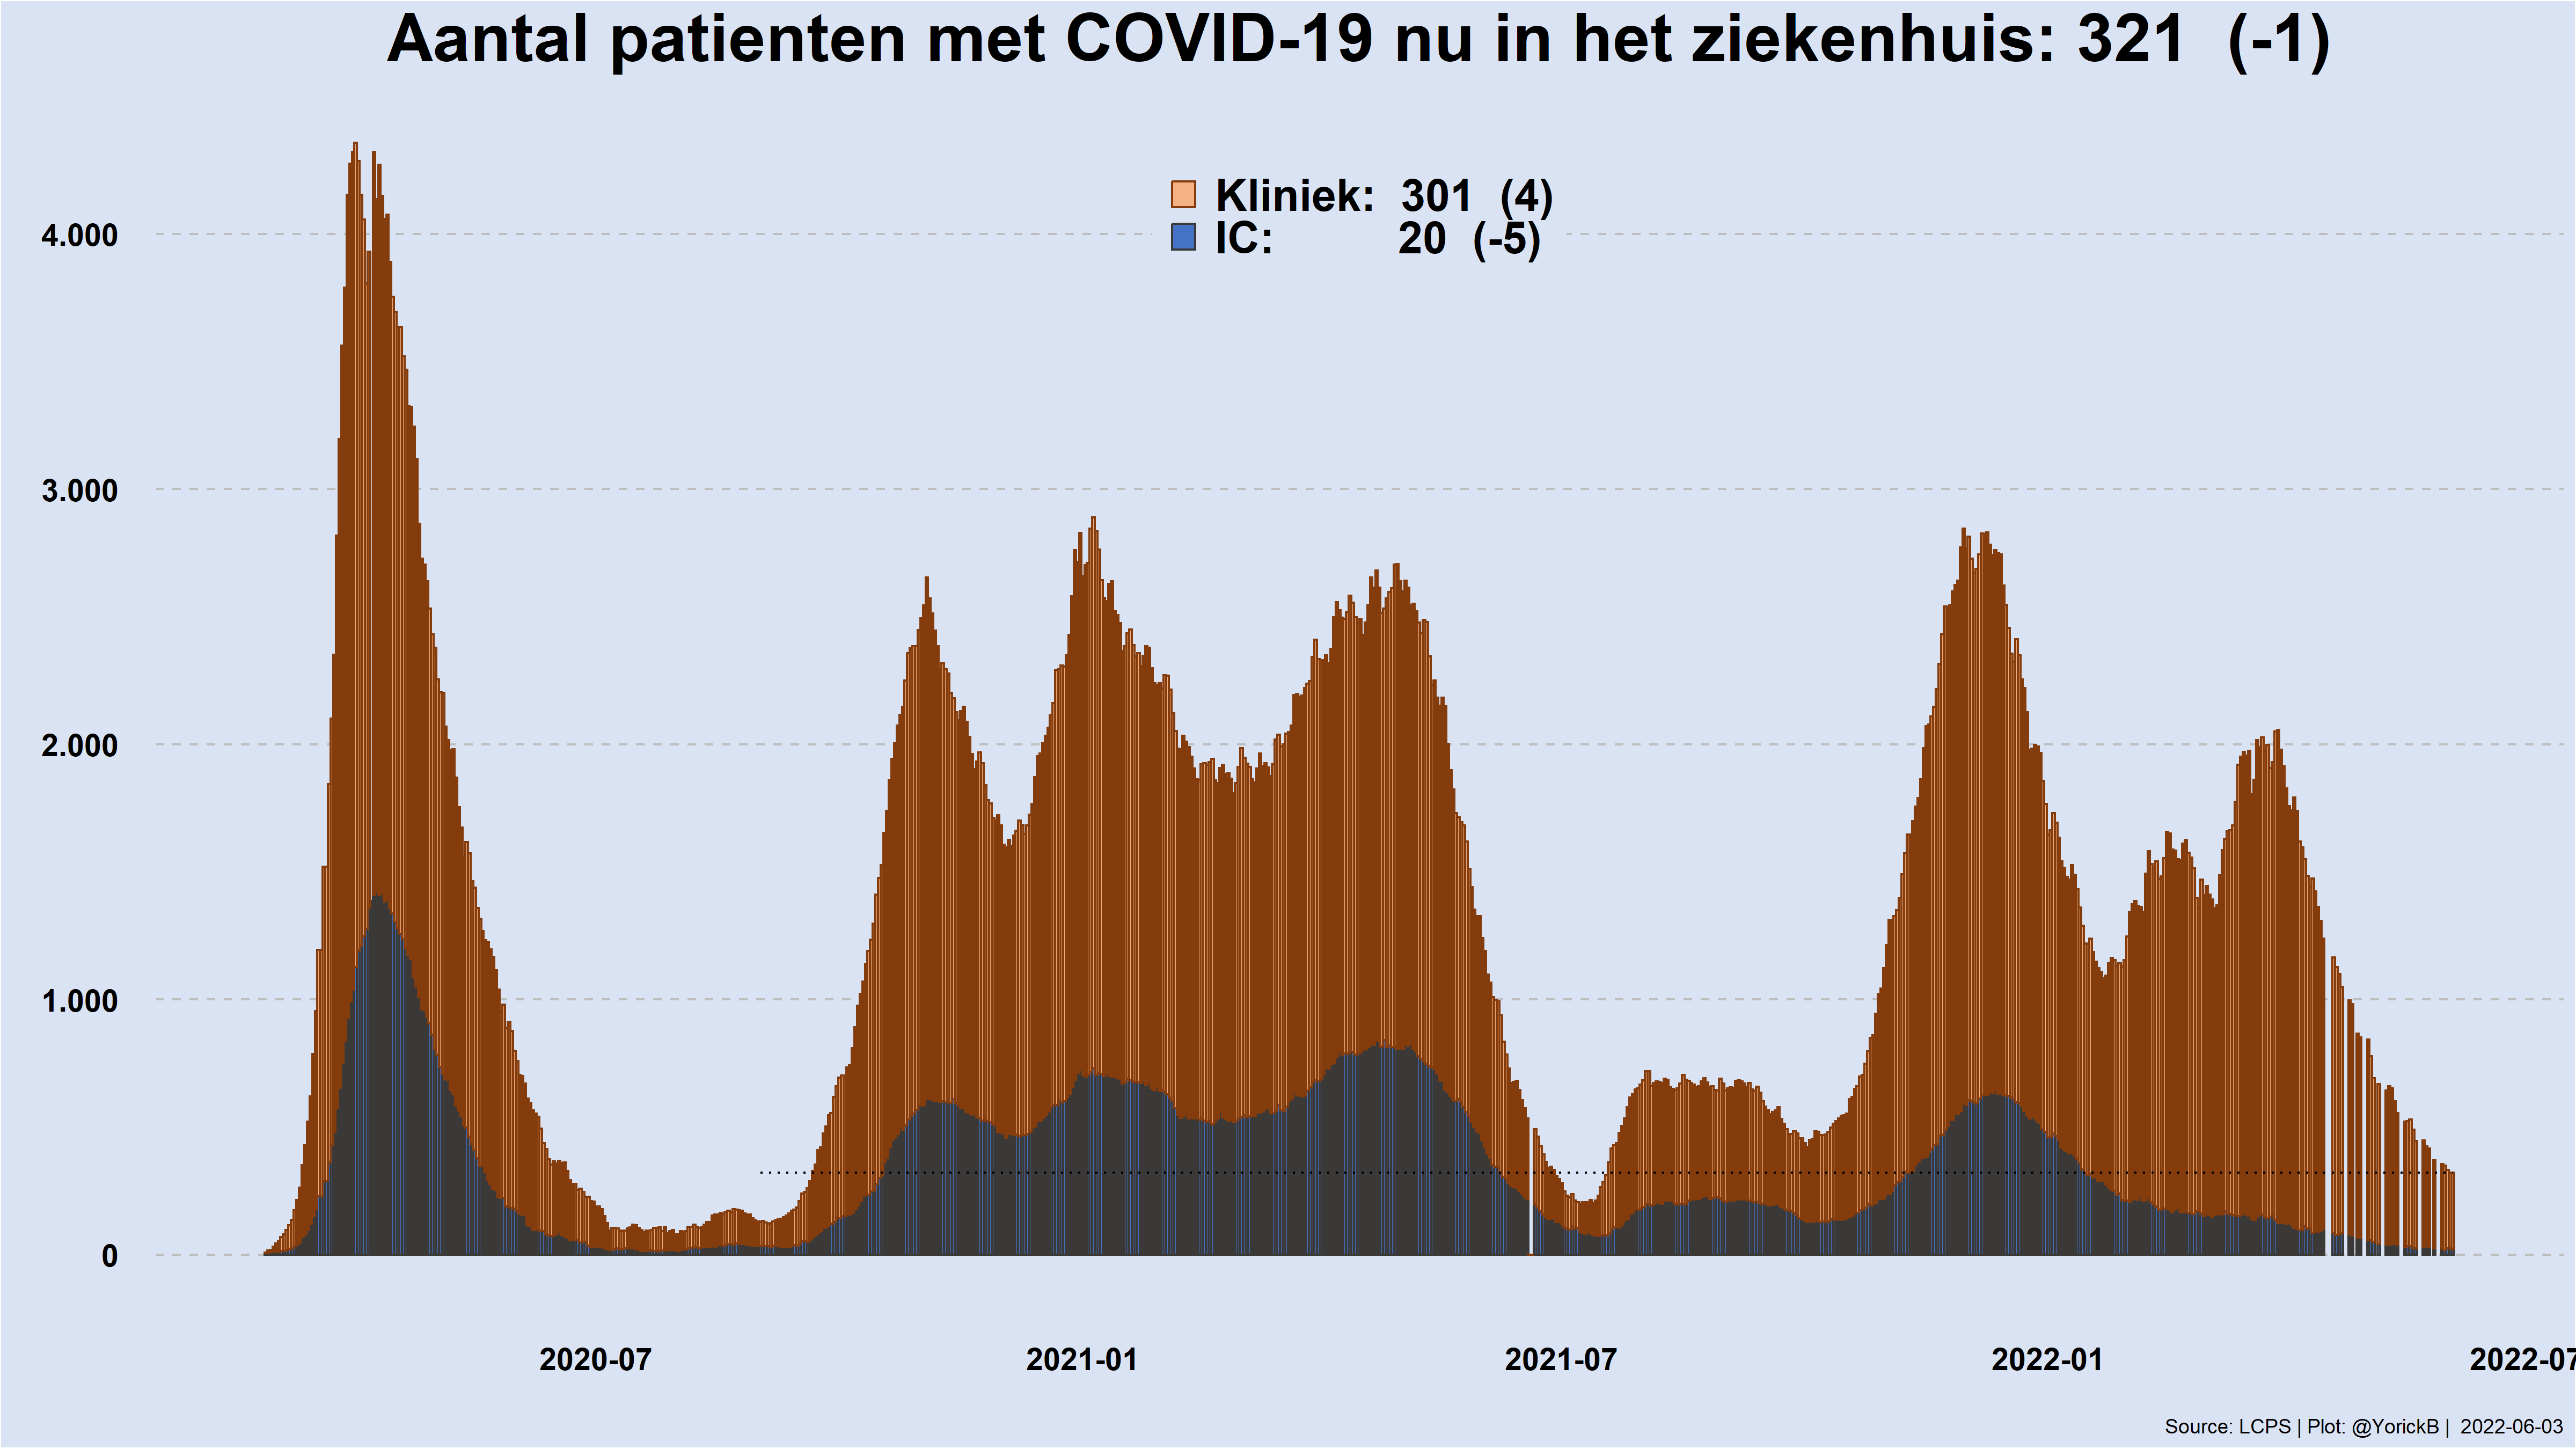 Aantal patienten met COVID-19 nu in het ziekenhuis: 321 (-1)
Kliniek: 301 (4)
IC: 20 (-5)
4.000
3.000
2.000
1.000
0
2020-07 2021-01 2021-07 2022-01 2022-07
Source: LCPS | Plot: @YorickB | 2022-06-03